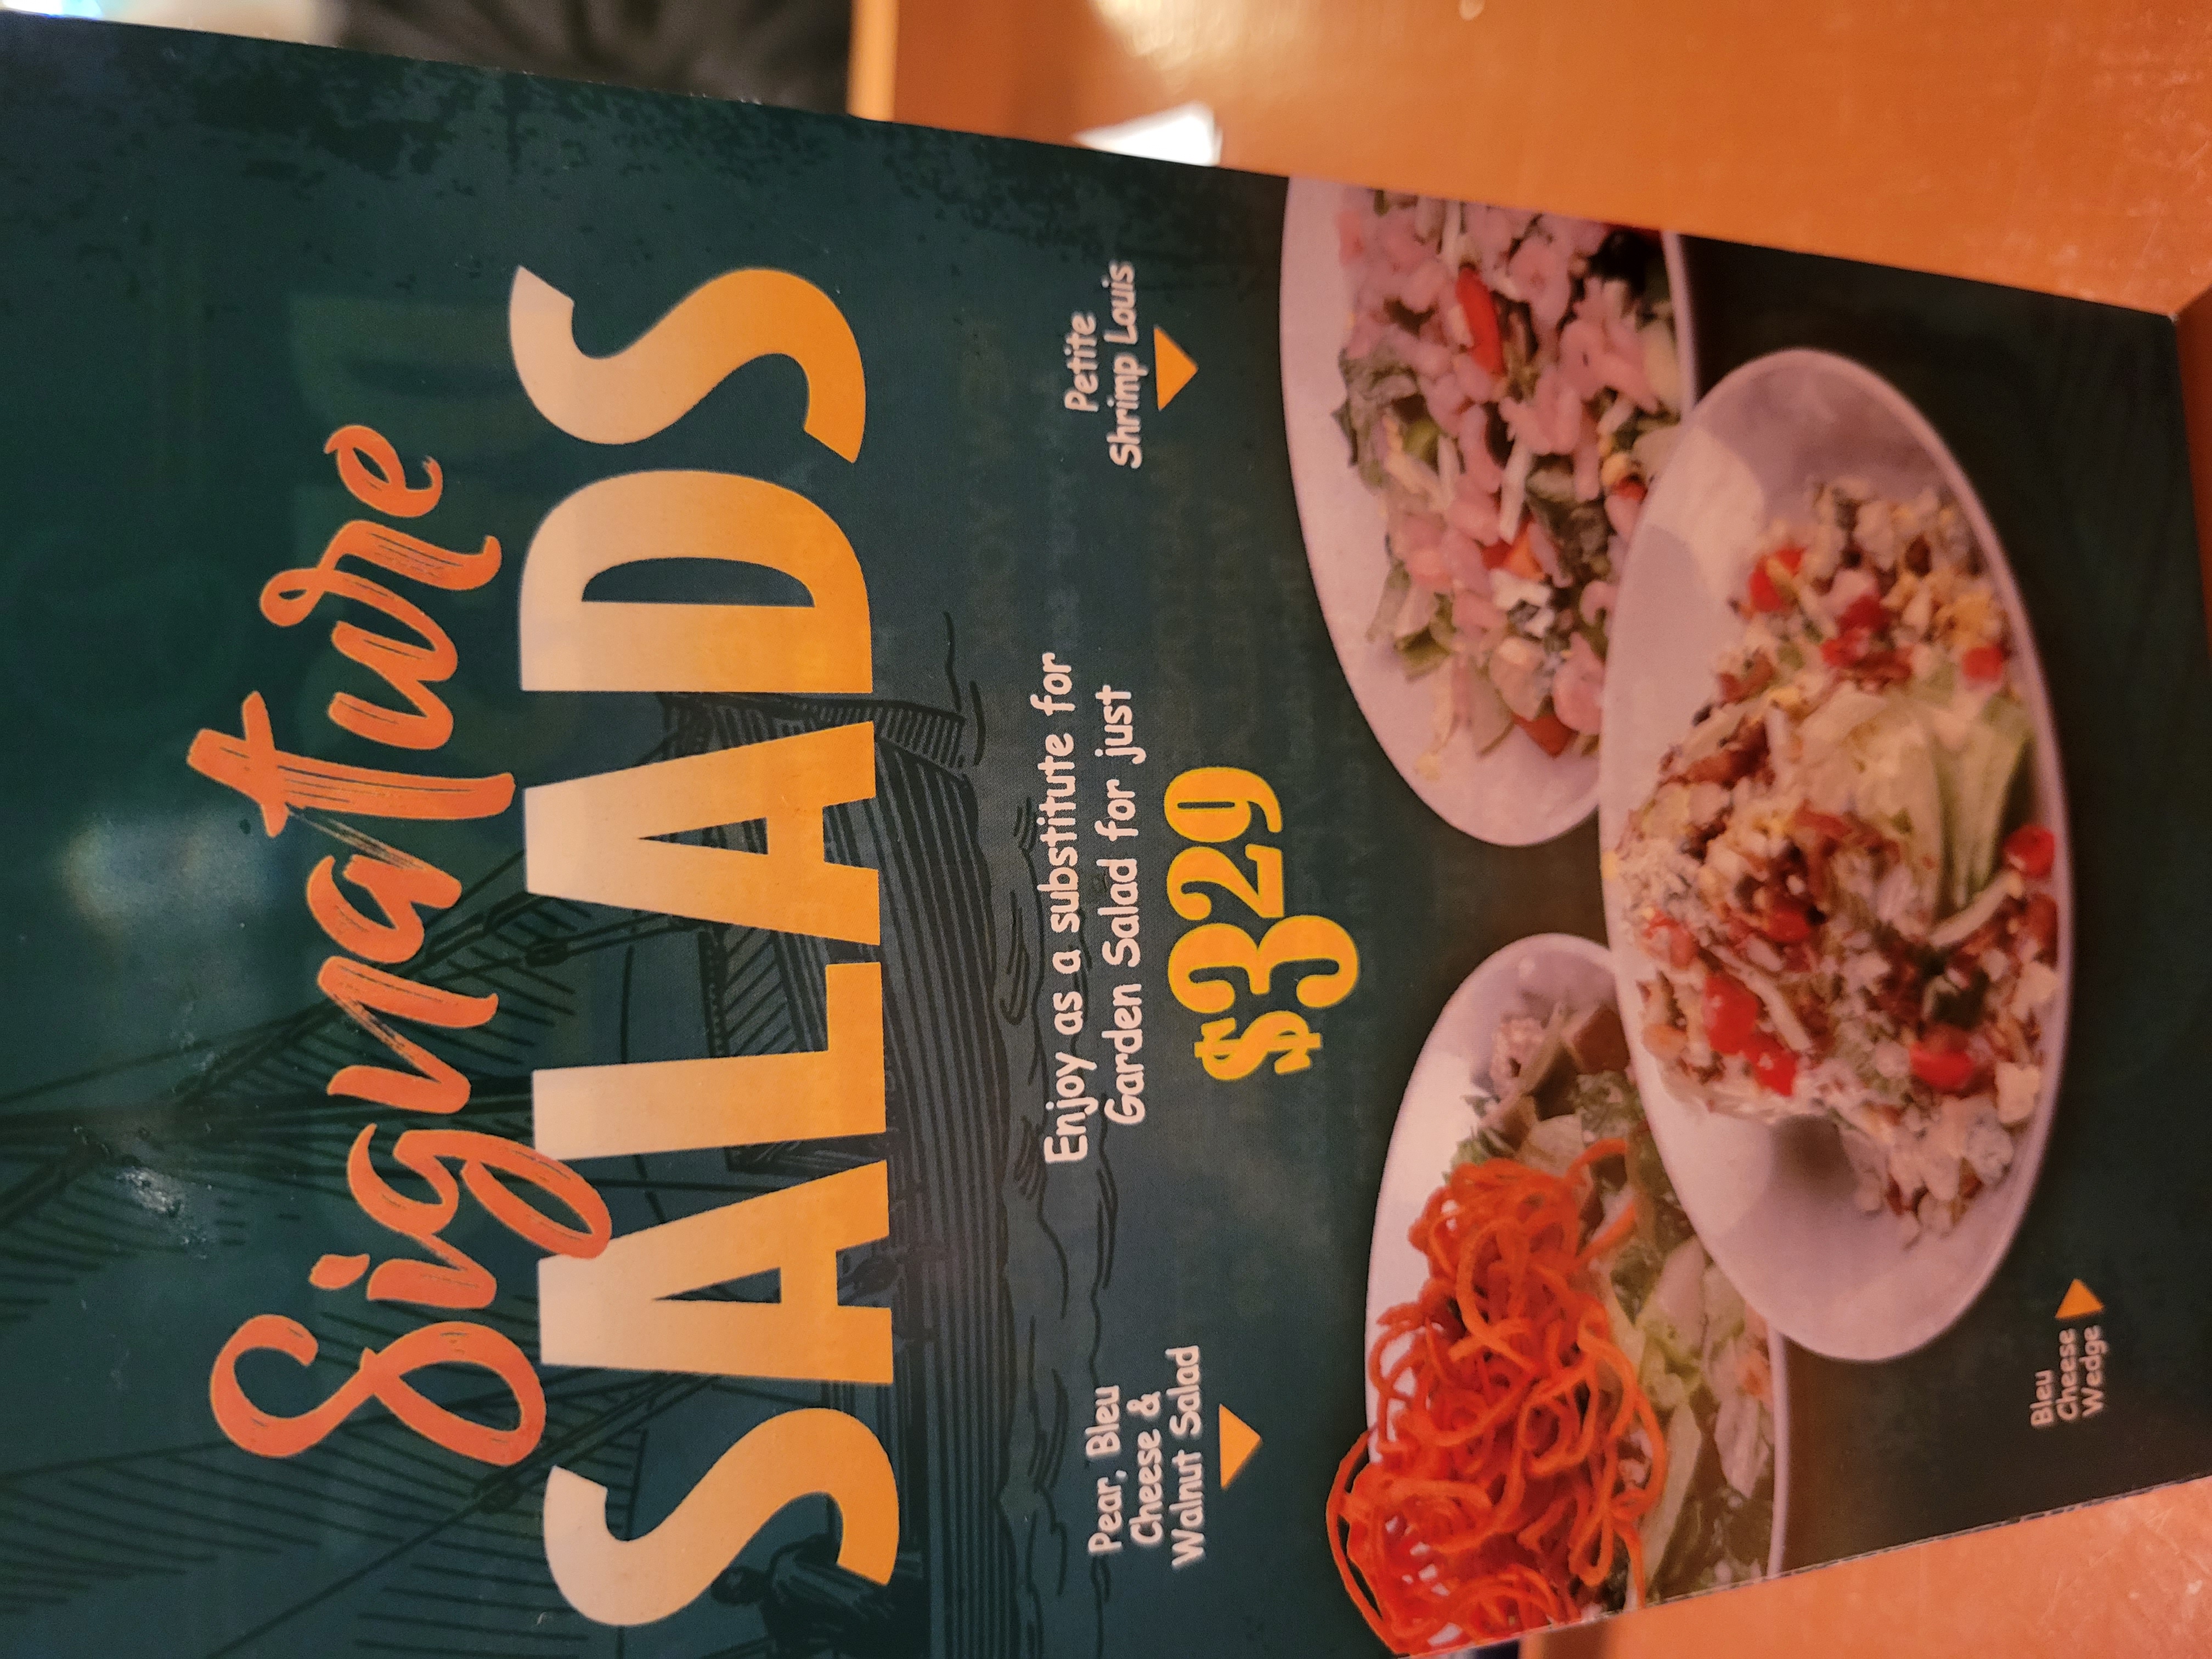 Signature
SALADS
Enjoy as a substitute for
Garden Salad for just
$329
Pear, Bleu
Cheese &
Walnut Salad
Petite
Shrimp Louis
Bleu
Cheese
Wedge